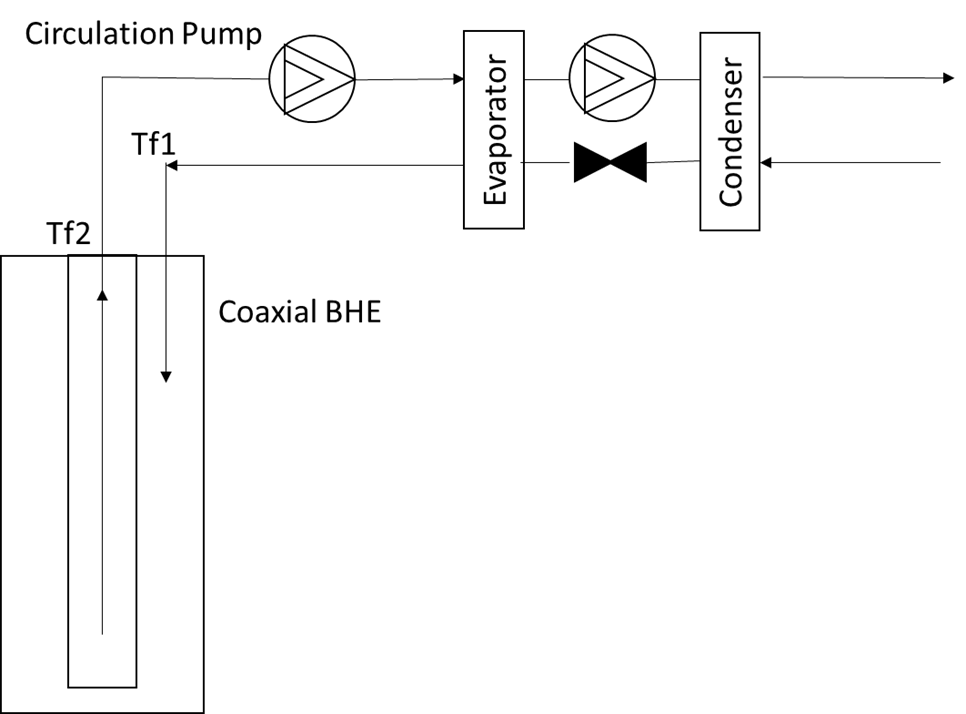 Circulation Pump
Evaporator
Condenser
Tf1
Tf2
Coaxial BHE